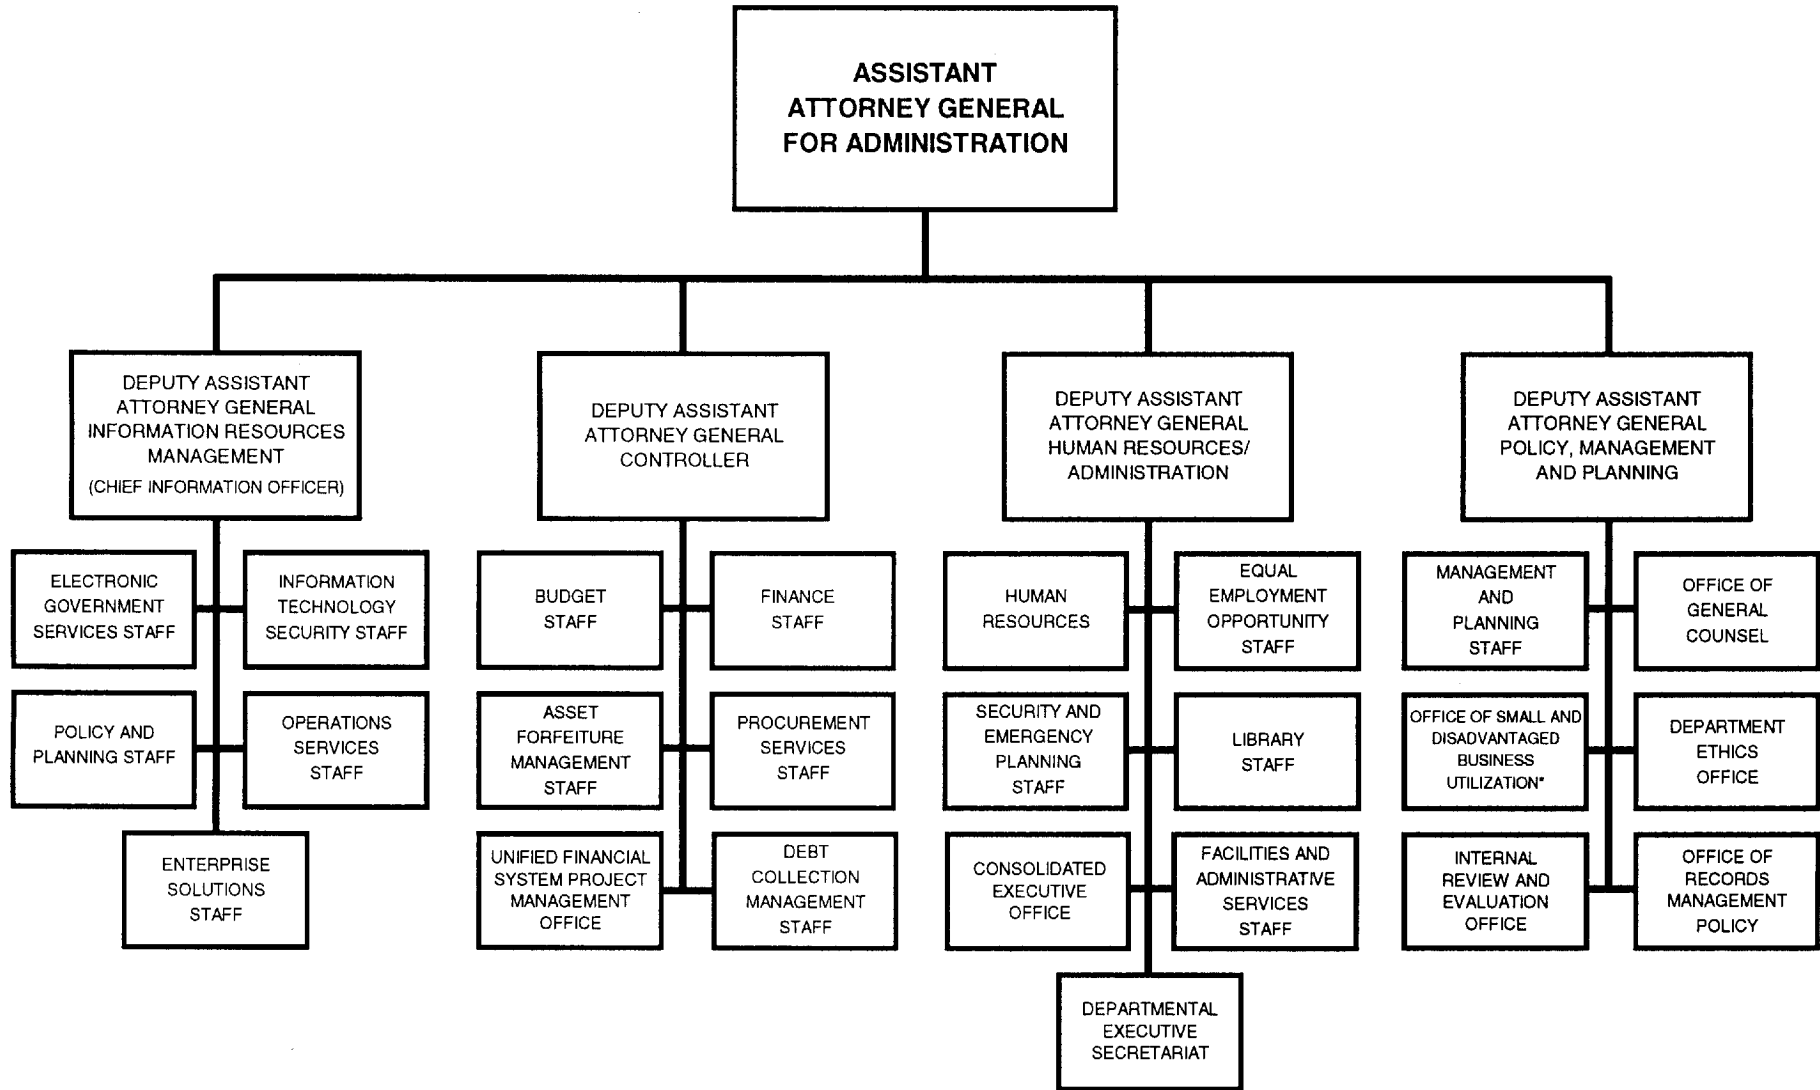 ASSISTANT
ATTORNEY GENERAL
FOR ADMINISTRATION
DEPUTY ASSISTANT
ATTORNEY GENERAL
INFORMATION RESOURCES
MANAGEMENT
(CHIEF INFORMATION OFFICER)
DEPUTY ASSISTANT
ATTORNEY GENERAL
CONTROLLER
DEPUTY ASSISTANT
ATTORNEY GENERAL
HUMAN RESOURCES/
ADMINISTRATION
DEPUTY ASSISTANT
ATTORNEY GENERAL
POLICY, MANAGEMENT
AND PLANNING
ELECTRONIC
GOVERNMENT
SERVICES STAFF
INFORMATION
TECHNOLOGY
SECURITY STAFF
POLICY AND
PLANNING STAFF
OPERATIONS
SERVICES
STAFF
ENTERPRISE
SOLUTIONS
STAFF
BUDGET
STAFF
FINANCE
STAFF
ASSET
FORFEITURE
MANAGEMENT
STAFF
PROCUREMENT
SERVICES
STAFF
UNIFIED FINANCIAL
SYSTEM PROJECT
MANAGEMENT
OFFICE
DEBT
COLLECTION
MANAGEMENT
STAFF
HUMAN
RESOURCES
EQUAL
EMPLOYMENT
OPPORTUNITY
STAFF
SECURITY AND
EMERGENCY
PLANNING
STAFF
LIBRARY
STAFF
CONSOLIDATED
EXECUTIVE
OFFICE
FACILITIES AND
ADMINISTRATIVE
SERVICES
STAFF
DEPARTMENTAL
EXECUTIVE
SECRETARIAT
MANAGEMENT
AND
PLANNING
STAFF
OFFICE OF
GENERAL
COUNSEL
OFFICE OF SMALL AND
DISADVANTAGED
BUSINESS
UTILIZATION*
DEPARTMENT
ETHICS
OFFICE
INTERNAL
REVIEW AND
EVALUATION
OFFICE
OFFICE OF
RECORDS
MANAGEMENT
POLICY